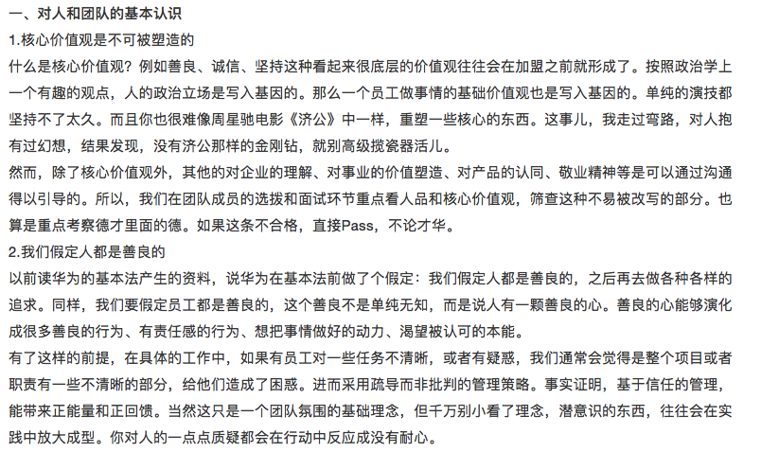 一、对人和团队的基本认识
1.核心价值观是不可被塑造的
什么是核心价值观？例如善良、诚信、坚持这种看起来很底层的价值观往往会在加盟之前就形成了。按照政治学上
一个有趣的观点，人的政治立场是写入基因的。那么一个员工做事情的基础价值观也是写入基因的。单纯的演技都
坚持不了太久。而且你也很难像周星驰电影《济公》中一样，重塑一些核心的东西。这事儿，我走过弯路，对人抱
有过幻想，结果发现，没有济公那样的金刚钻，就别高级揽瓷器活儿。
然而，除了核心价值观外，其他的对企业的理解、对事业的价值塑造、对产品的认同、敬业精神等是可以通过沟通
得以引导的。所以，我们在团队成员的选拨和面试环节重点看人品和核心价值观，筛查这种不易被改写的部分。也
算是重点考察德才里面的德。如果这条不合格，直接Pass，不论才华。
2.我们假定人都是善良的
以前读华为的基本法产生的资料，说华为在基本法前做了个假定：我们假定人都是善良的，之后再去做各种各样的
追求。同样，我们要假定员工都是善良的，这个善良不是单纯无知，而是说人有一颗善良的心。善良的心能够演化
成很多善良的行为、有责任感的行为、想把事情做好的动力、渴望被认可的本能。
有了这样的前提，在具体的工作中，如果有员工对一些任务不清晰，或者有疑惑，我们通常会觉得是整个项目或者
职责有一些不清晰的部分，给他们造成了困惑。进而采用疏导而非批判的管理策略。事实证明，基于信任的管理，
能带来正能量和正回馈。当然这只是一个团队氛围的基础理念，但千万别小看了理念，潜意识的东西，往往会在实
践中放大成型。你对人的一点点质疑都会在行动中反应成没有耐心。